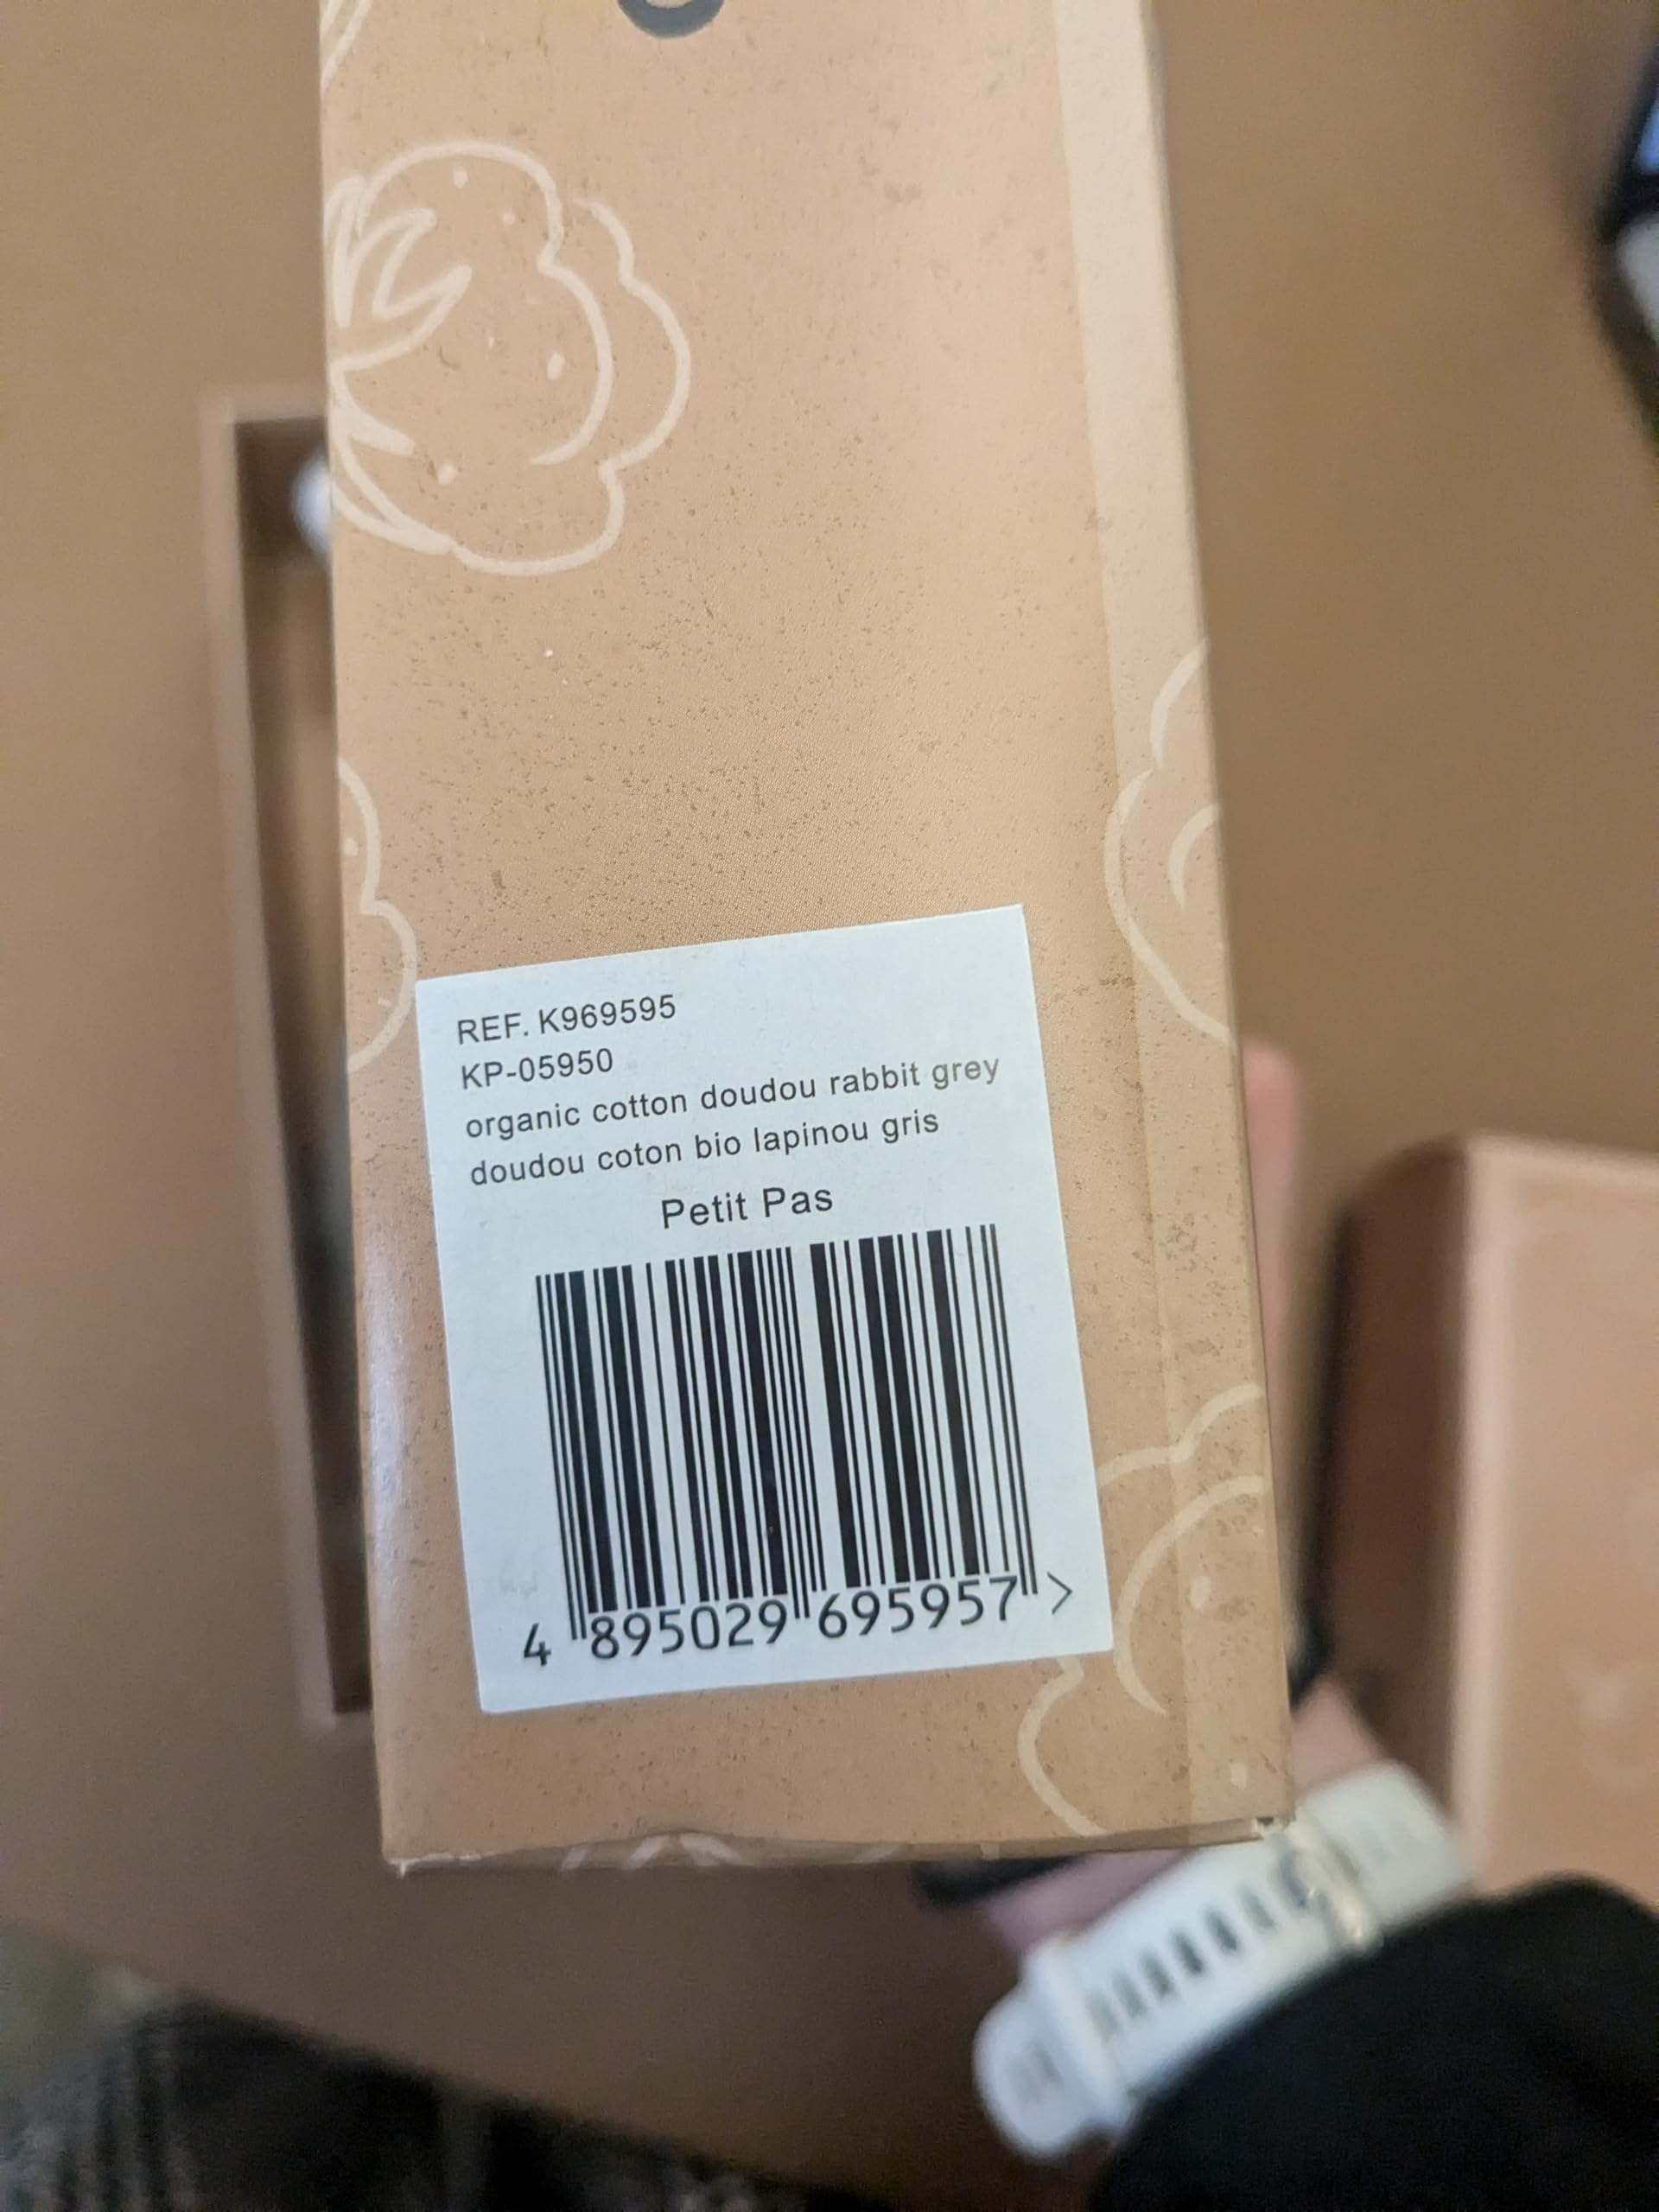 REF. K969595
KP-05950
organic cotton doudou rabbit grey
doudou coton bio lapinou gris
Petit Pas
4 895029 695957 >